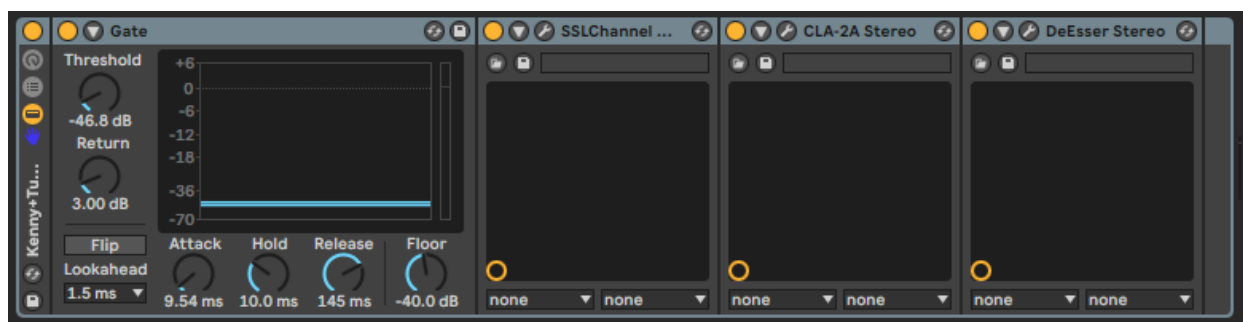 Kenny+Tu...
Gate
Threshold
-46.8 dB
Return
3.00 dB
Flip
Lookahead
1.5 ms
+6
0
-6
-12
-18
-36
-70
Attack
9.54 ms
Hold
10.0 ms
Release
145 ms
Floor
-40.0 dB
SSLChannel ...
none
none
CLA-2A Stereo
none
none
DeEsser Stereo
none
none